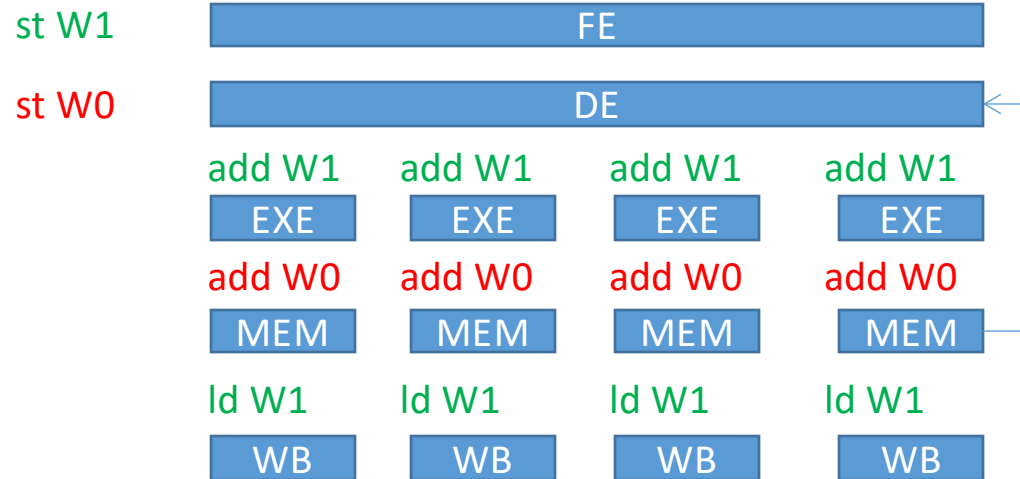 st W1 FE
st W0 DE
add W1 add W1 add W1 add W1
EXE EXE EXE EXE
add W0 add W0 add W0 add W0
MEM MEM MEM MEM
ld W1 ld W1 ld W1 ld W1
WB WB WB WB